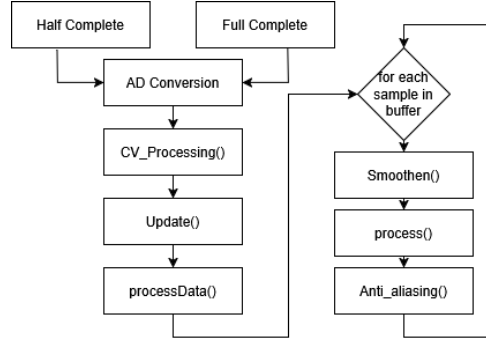 Half Complete
Full Complete
AD Conversion
CV_Processing()
Update()
processData()
for each
sample in
buffer
Smoothen()
process()
Anti_aliasing()